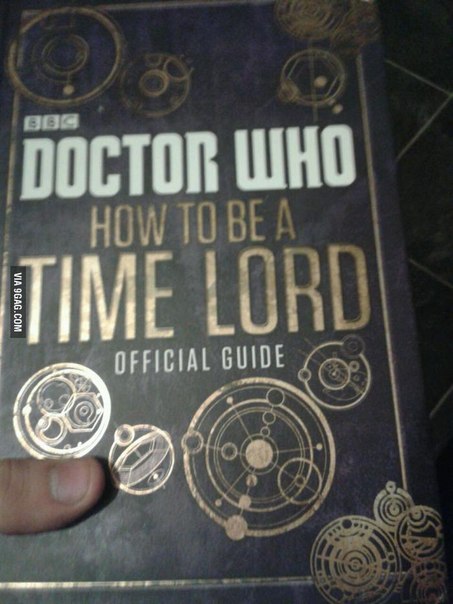 BBC
DOCTOR WHO
HOW TO BE A
TIME LORD
OFFICIAL GUIDE
VIA 9GAG.COM